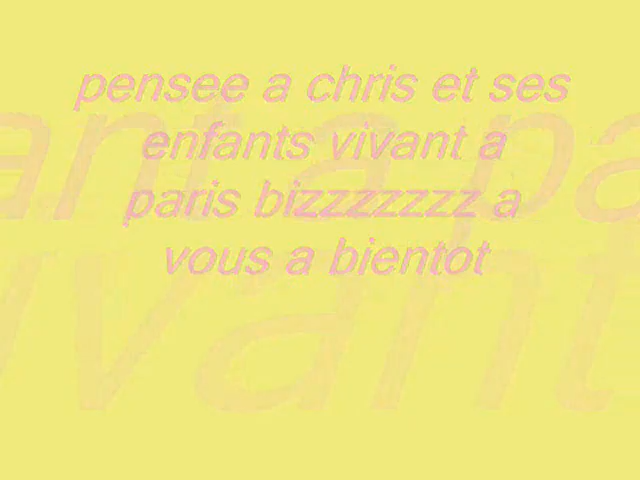 pensee a chris et ses
enfants vivant a
paris bizzzzzzz a
vous a bientot